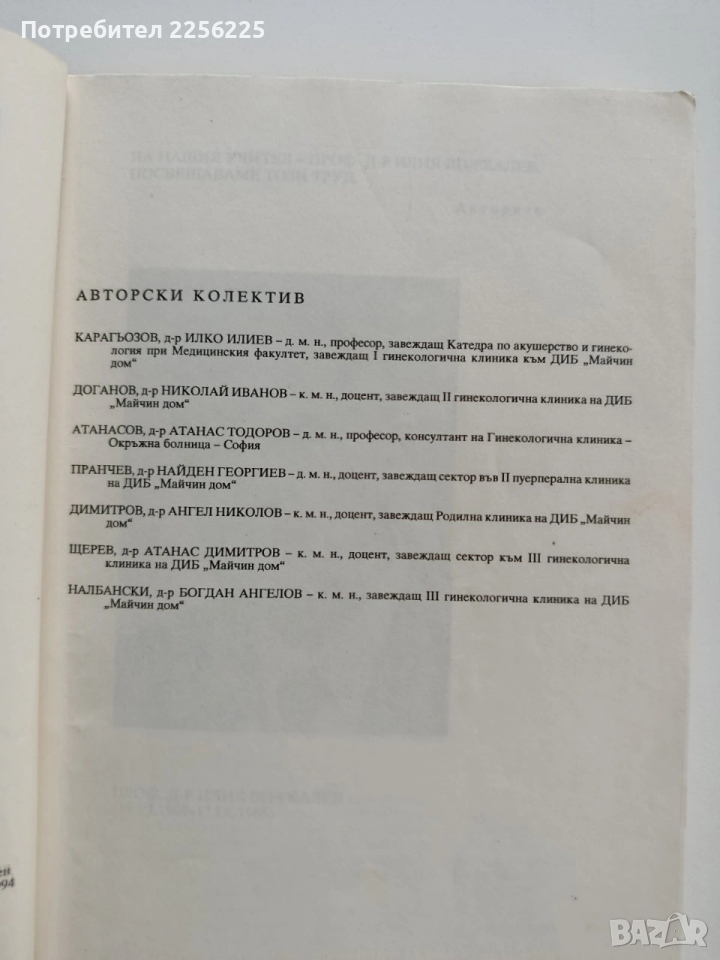 Потребител 2256225
АВТОРСКИ КОЛЕКТИВ
КАРАГЬОЗОВ, д-р ИЛКО ИЛИЕВ – д. м. н., професор, завеждащ Катедра по акушерство и гинеко-
логия при Медицинския факултет, завеждащ I гинекологична клиника към ДИБ „Майчин
дом“
ДОГАНОВ, д-р НИКОЛАЙ ИВАНОВ – к. м. н., доцент, завеждащ II гинекологична клиника на ДИБ
„Майчин дом“
АТАНАСОВ, д-р АТАНАС ТОДОРОВ – д. м. н., професор, консултант на Гинекологична клиника –
Окръжна болница – София
ПРАНЧЕВ, д-р НАЙДЕН ГЕОРГИЕВ – д. м. н., доцент, завеждащ сектор във II пуерперална клиника
на ДИБ „Майчин дом“
ДИМИТРОВ, д-р АНГЕЛ НИКОЛОВ – к. м. н., доцент, завеждащ Родилна клиника на ДИБ „Майчин
дом“
ЩЕРЕВ, д-р АТАНАС ДИМИТРОВ – к. м. н., доцент, завеждащ сектор към III гинекологична
клиника на ДИБ „Майчин дом“
НАЛБАНСКИ, д-р БОГДАН АНГЕЛОВ – к. м. н., завеждащ III гинекологична клиника на ДИБ
„Майчин дом“
BAZAR